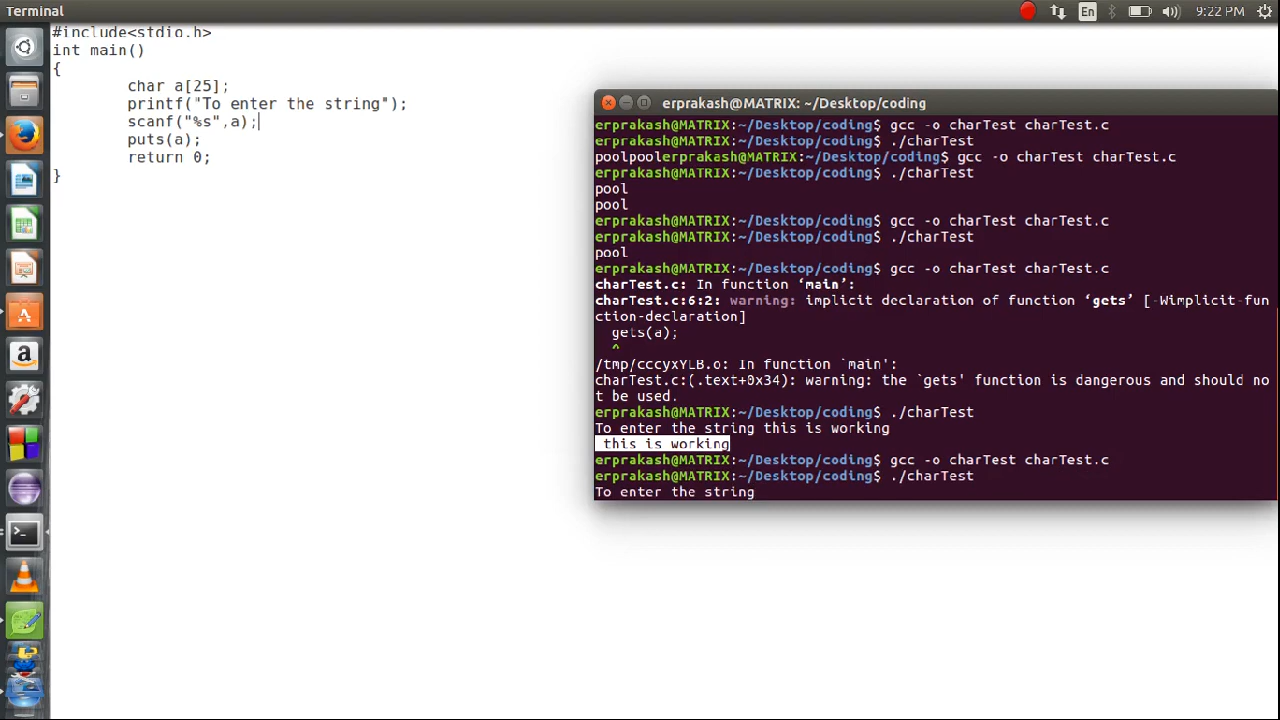 Terminal
En
9:22 PM
#include<stdio.h>
int main()
{
char a[25];
printf("To enter the string");
scanf("%s",a);
puts(a);
return 0;
}
erprakash@MATRIX: ~/Desktop/coding
erprakash@MATRIX:~/Desktop/coding$ gcc -o charTest charTest.c
erprakash@MATRIX:~/Desktop/coding$ ./charTest
poolpoolerprakash@MATRIX:~/Desktop/coding$ gcc -o charTest charTest.c
erprakash@MATRIX:~/Desktop/coding$ ./charTest
pool
pool
erprakash@MATRIX:~/Desktop/coding$ gcc -o charTest charTest.c
erprakash@MATRIX:~/Desktop/coding$ ./charTest
pool
erprakash@MATRIX:~/Desktop/coding$ gcc -o charTest charTest.c
charTest.c: In function ‘main’:
charTest.c:6:2: warning: implicit declaration of function ‘gets’ [-Wimplicit-fun
ction-declaration]
gets(a);
^
/tmp/cccyxYLB.o: In function `main':
charTest.c:(.text+0x34): warning: the `gets' function is dangerous and should no
t be used.
erprakash@MATRIX:~/Desktop/coding$ ./charTest
To enter the string this is working
this is working
erprakash@MATRIX:~/Desktop/coding$ gcc -o charTest charTest.c
erprakash@MATRIX:~/Desktop/coding$ ./charTest
To enter the string